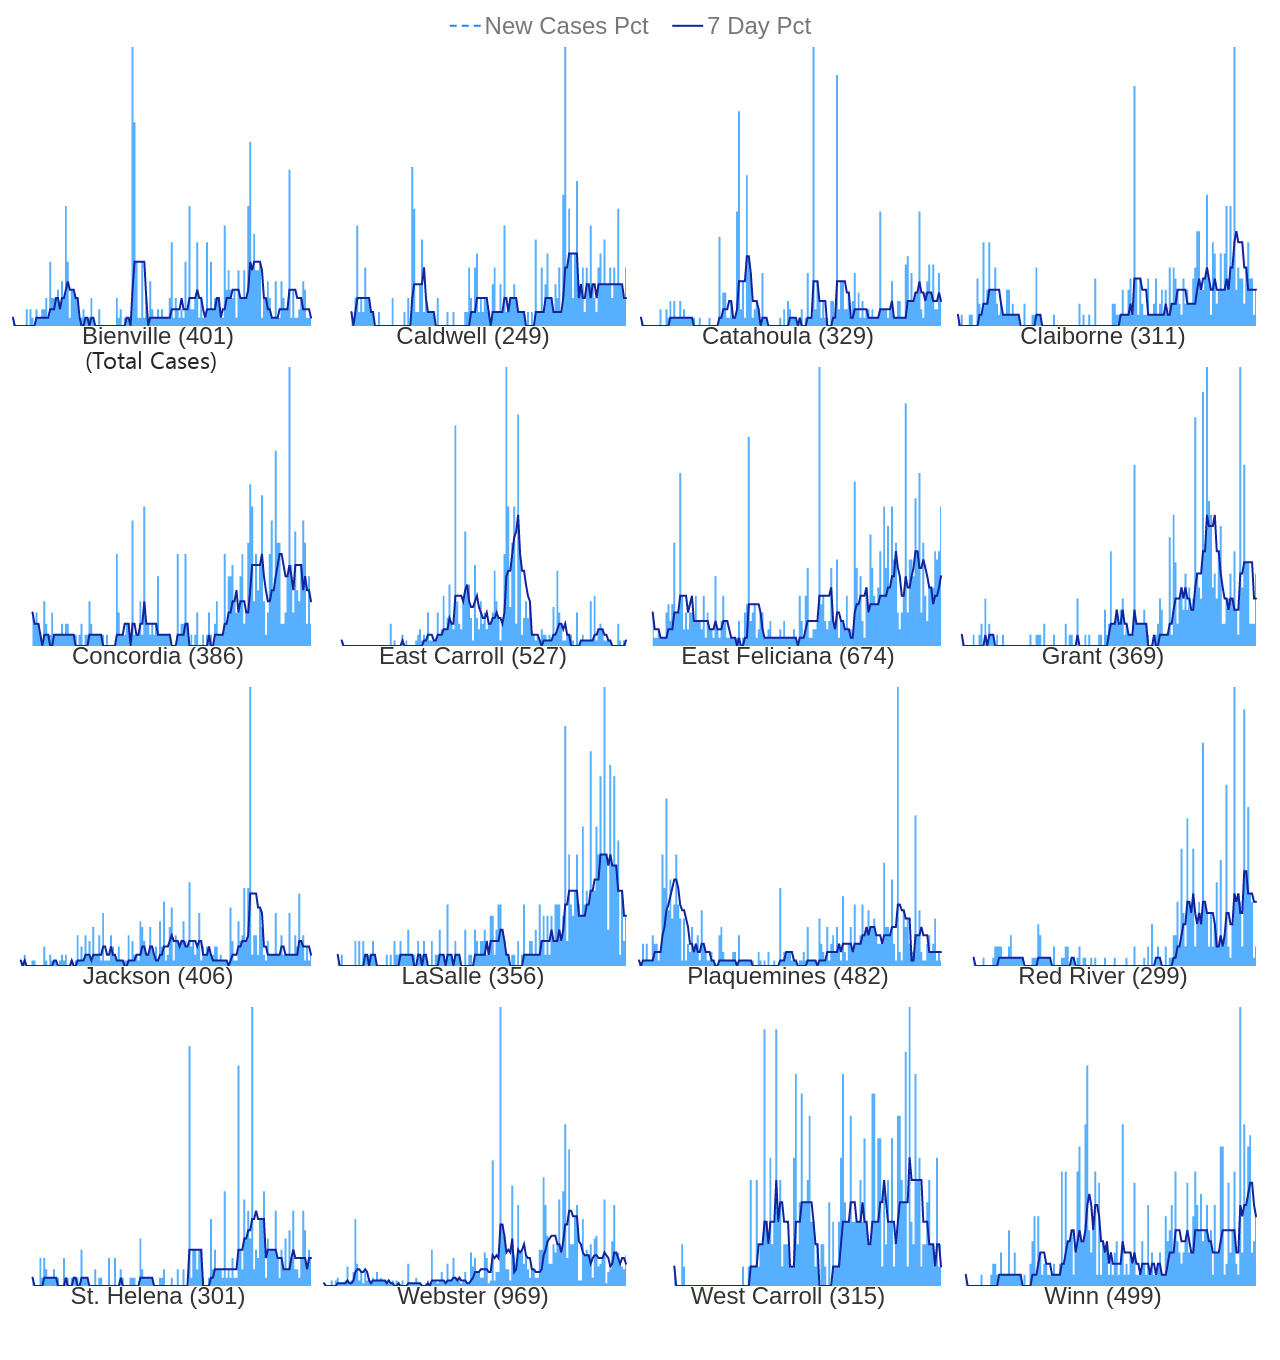 New Cases Pct 7 Day Pct
Bienville (401) Caldwell (249) Catahoula (329) Claiborne (311)
(Total Cases)
Concordia (386) East Carroll (527) East Feliciana (674) Grant (369)
Jackson (406) LaSalle (356) Plaquemines (482) Red River (299)
St. Helena (301) Webster (969) West Carroll (315) Winn (499)